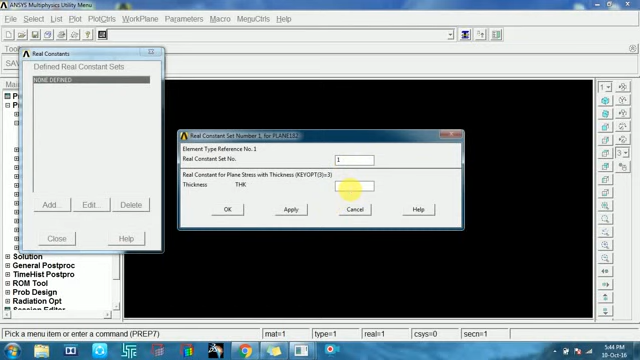 ANSYS Multiphysics Utility Menu
File Select List Plot PlotCtrls WorkPlane Parameters Macro MenuCtrls Help
Real Constants
Defined Real Constant Sets
NONE DEFINED
Add... Edit... Delete
Close Help
Real Constant Set Number 1, for PLANE182
Element Type Reference No. 1
Real Constant Set No. 1
Real Constant for Plane Stress with Thickness (KEYOPT(3)=3)
Thickness THK
OK Apply Cancel Help
Solution
General Postproc
TimeHist Postpro
ROM Tool
Prob Design
Radiation Opt
Session Editor
1
3
Pick a menu item or enter a command (PREP7) mat=1 type=1 real=1 csys=0 secn=1
5:44 PM